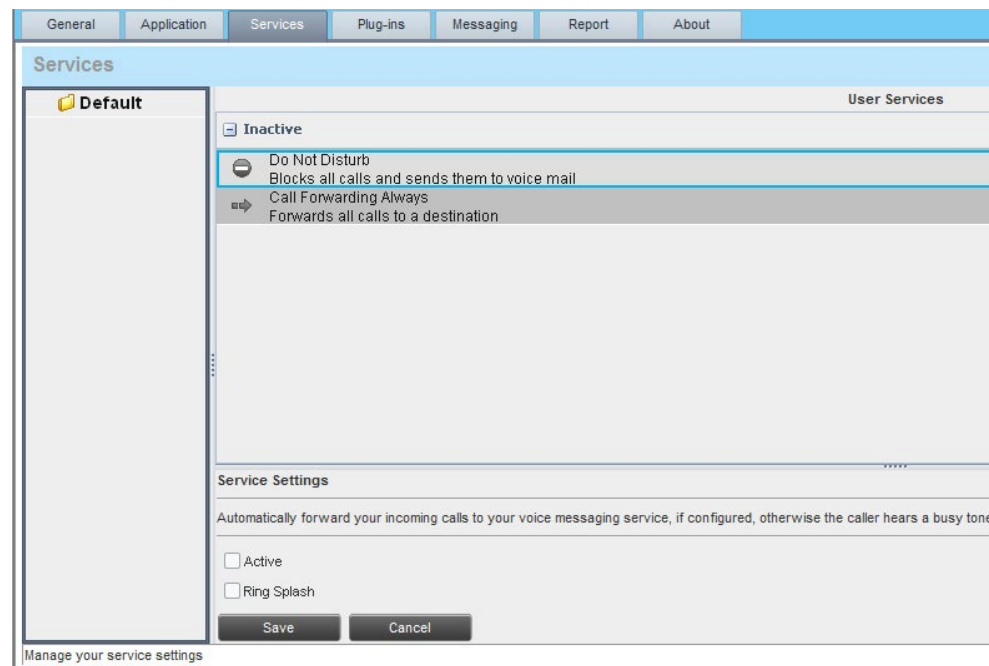 General Application Services Plug-ins Messaging Report About
Services
Default
User Services
Inactive
Do Not Disturb
Blocks all calls and sends them to voice mail
Call Forwarding Always
Forwards all calls to a destination
Service Settings
Automatically forward your incoming calls to your voice messaging service, if configured, otherwise the caller hears a busy tone
Active
Ring Splash
Save Cancel
Manage your service settings